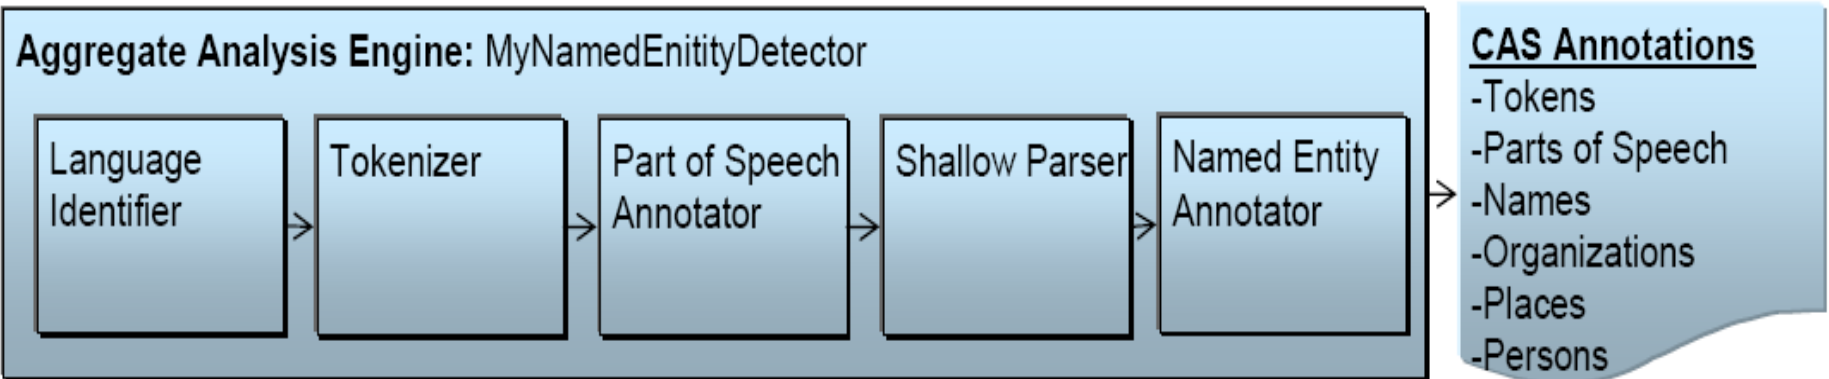 Aggregate Analysis Engine: MyNamedEnitityDetector
Language
Identifier
Tokenizer
Part of Speech
Annotator
Shallow Parser
Named Entity
Annotator
CAS Annotations
-Tokens
-Parts of Speech
-Names
-Organizations
-Places
-Persons